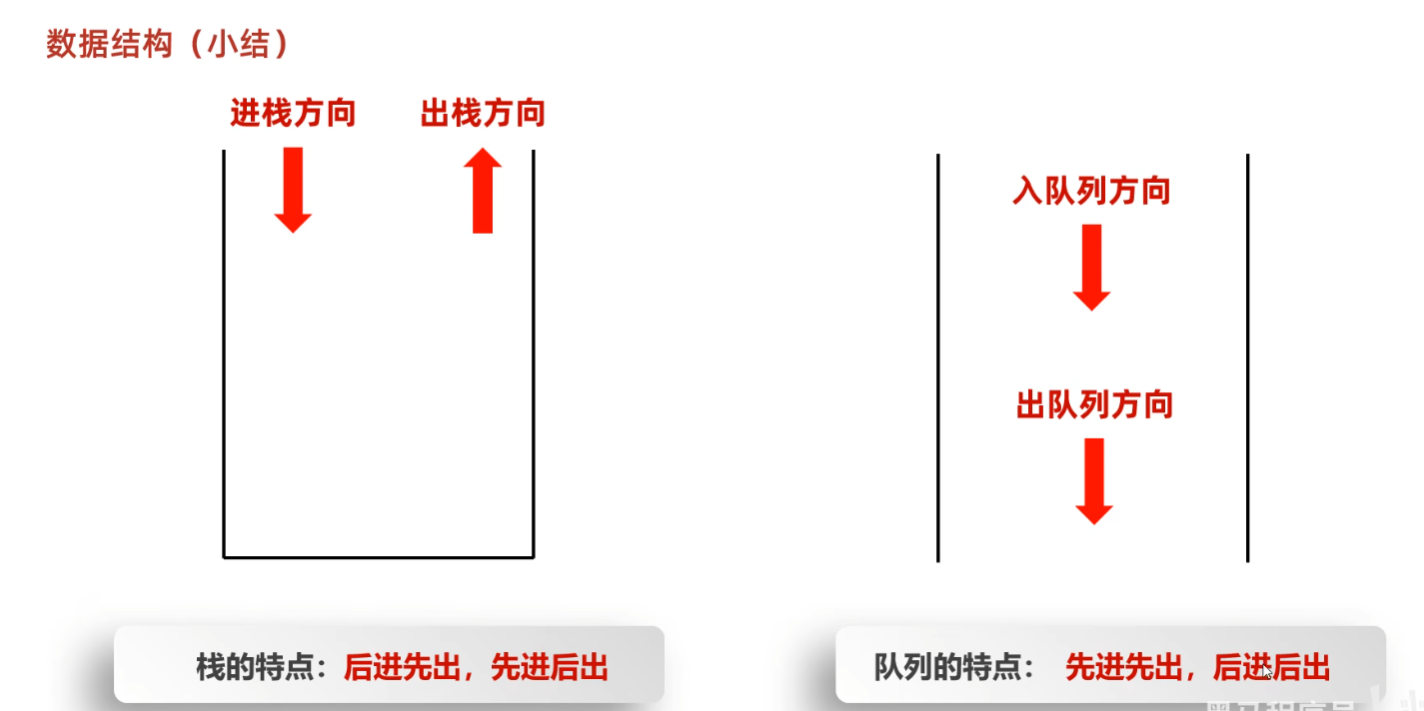 数据结构（小结）
进栈方向
出栈方向
入队列方向
出队列方向
栈的特点：后进先出，先进后出
队列的特点： 先进先出，后进后出